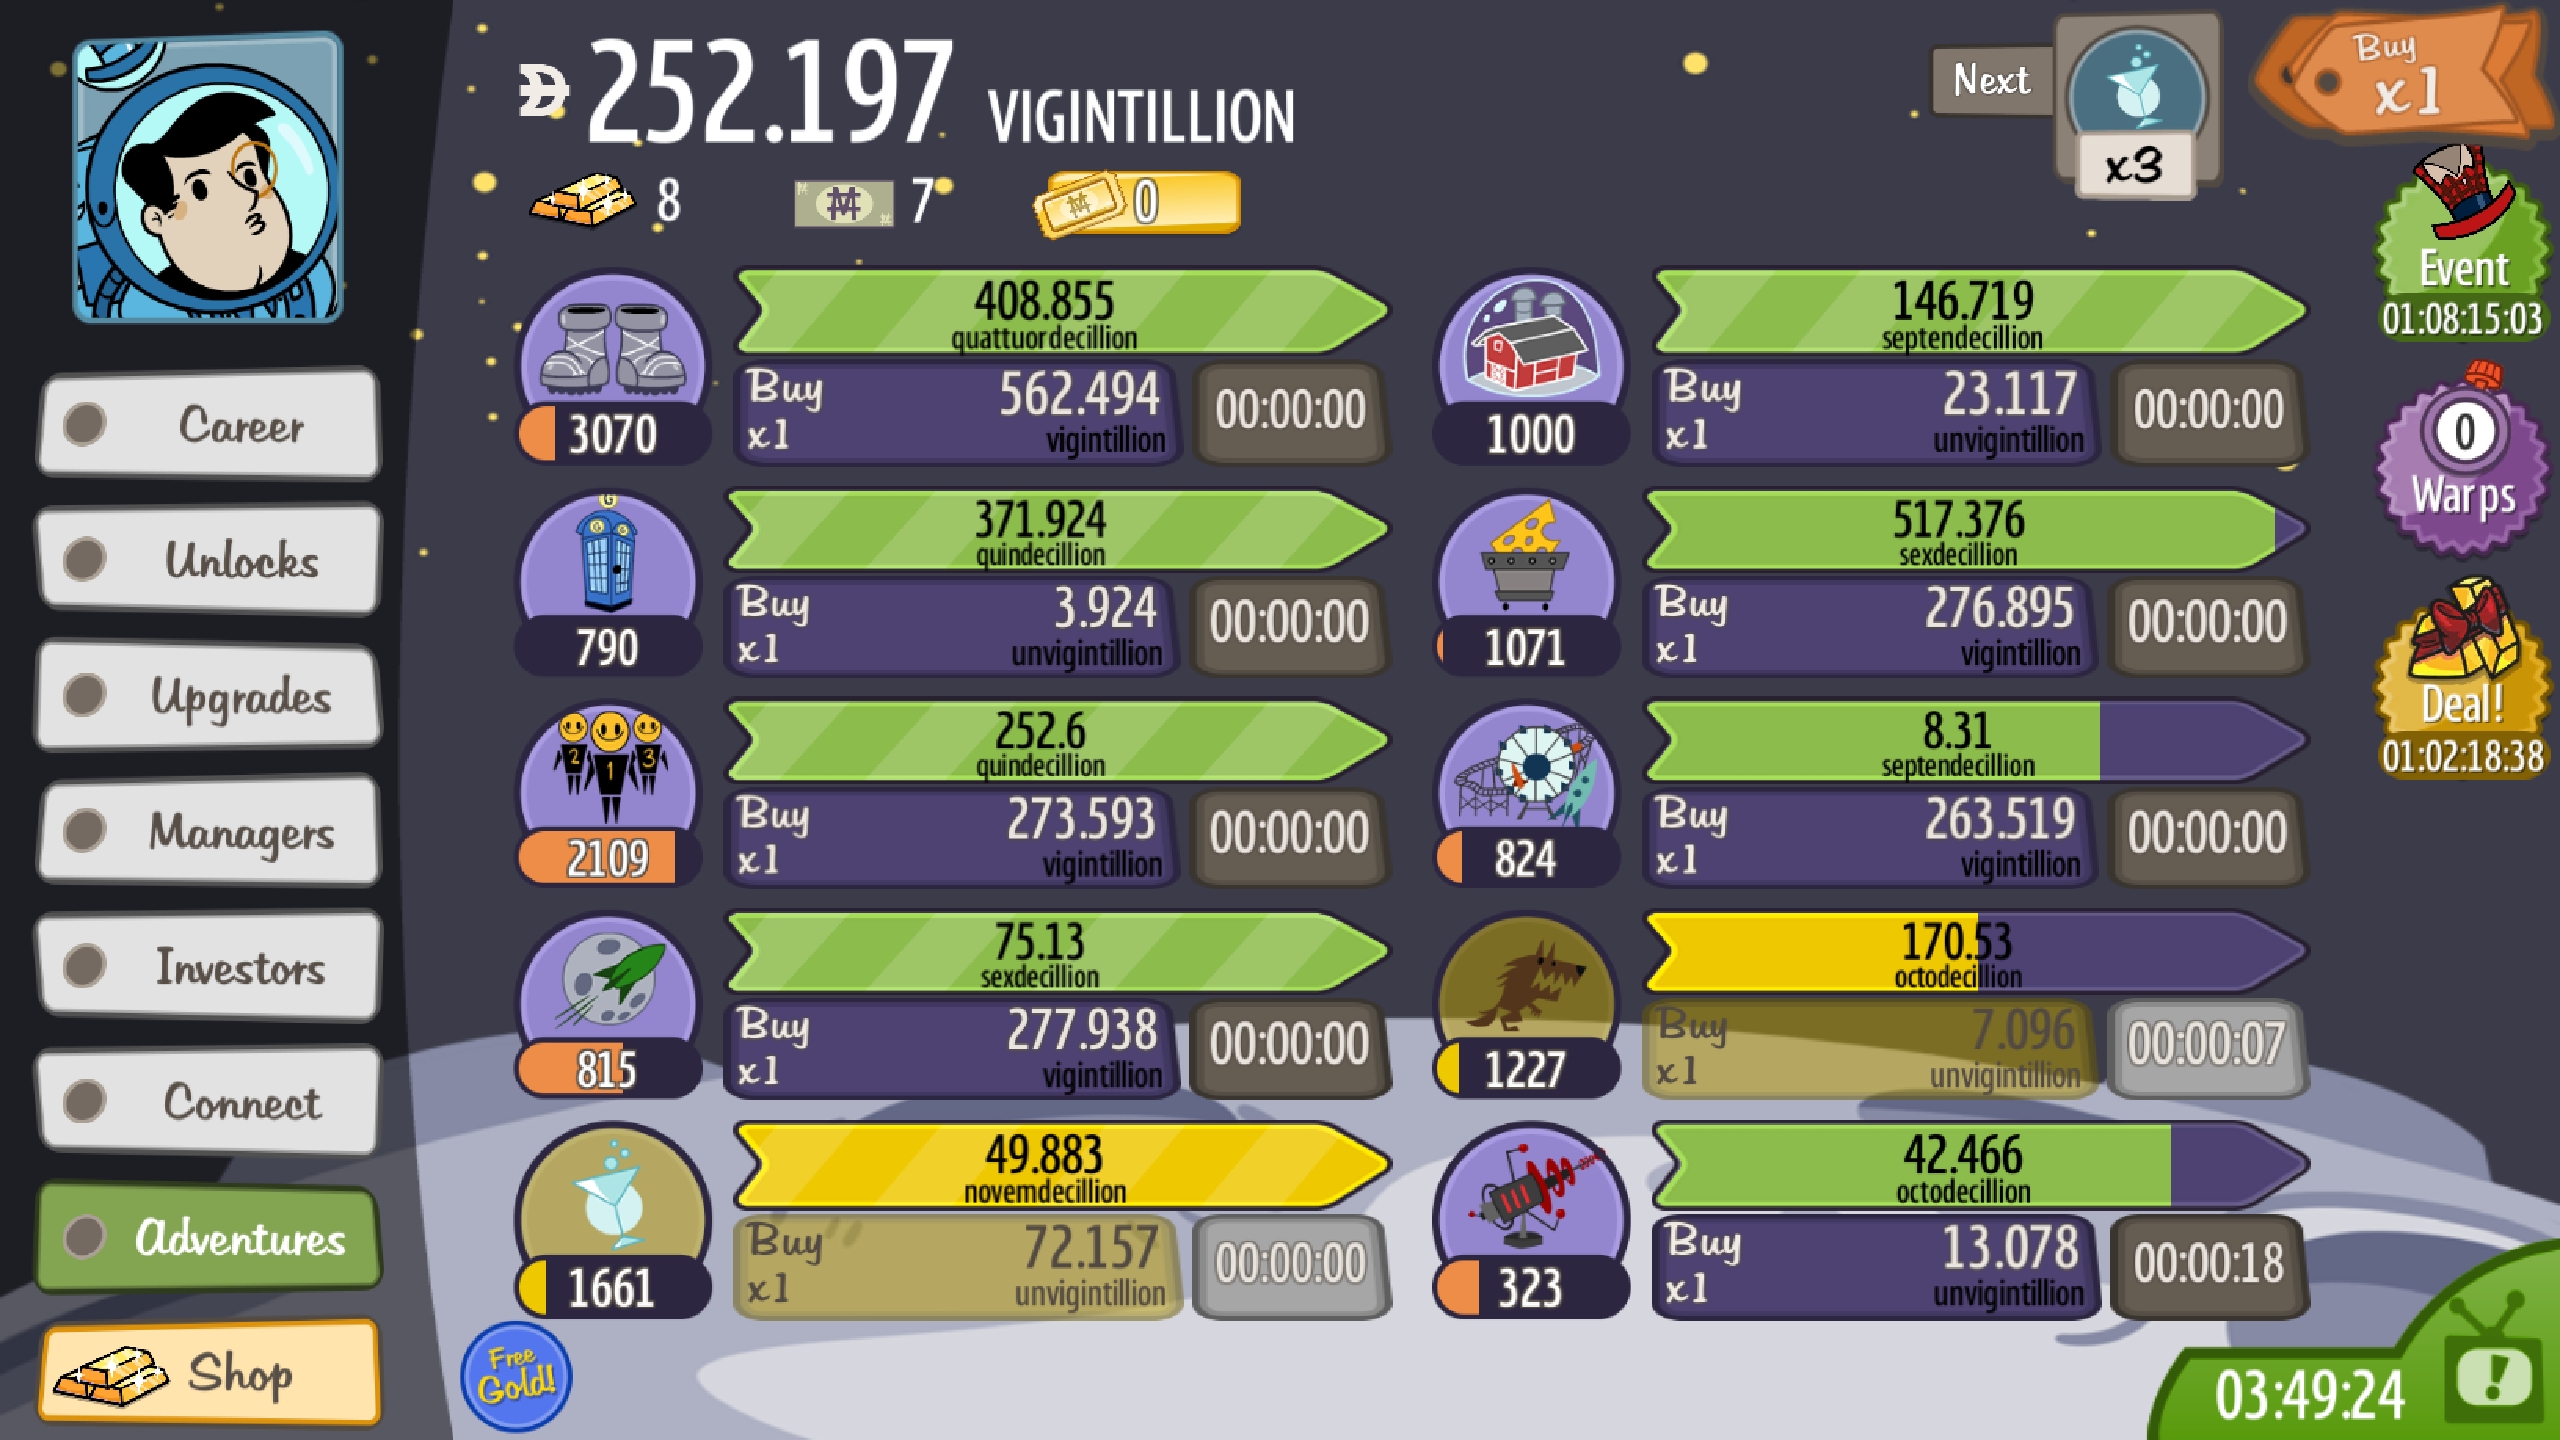 252.197 VIGINTILLION
8
7
0
Next
x3
Buy
x1
Event
01:08:15:03
0
Warps
Deal!
01:02:18:38
Career
Unlocks
Upgrades
Managers
Investors
Connect
Adventures
Shop
408.855
quattuordecillion
3070
Buy
x1
562.494
vigintillion
00:00:00
146.719
septendecillion
1000
Buy
x1
23.117
unvigintillion
00:00:00
G
371.924
quindecillion
790
Buy
x1
3.924
unvigintillion
00:00:00
517.376
sexdecillion
1071
Buy
x1
276.895
vigintillion
00:00:00
2 1 3
252.6
quindecillion
2109
Buy
x1
273.593
vigintillion
00:00:00
8.31
septendecillion
824
Buy
x1
263.519
vigintillion
00:00:00
75.13
sexdecillion
815
Buy
x1
277.938
vigintillion
00:00:00
170.53
octodecillion
1227
Buy
x1
7.096
unvigintillion
00:00:07
49.883
novemdecillion
1661
Buy
x1
72.157
unvigintillion
00:00:00
42.466
octodecillion
323
Buy
x1
13.078
unvigintillion
00:00:18
Free
Gold!
03:49:24
!